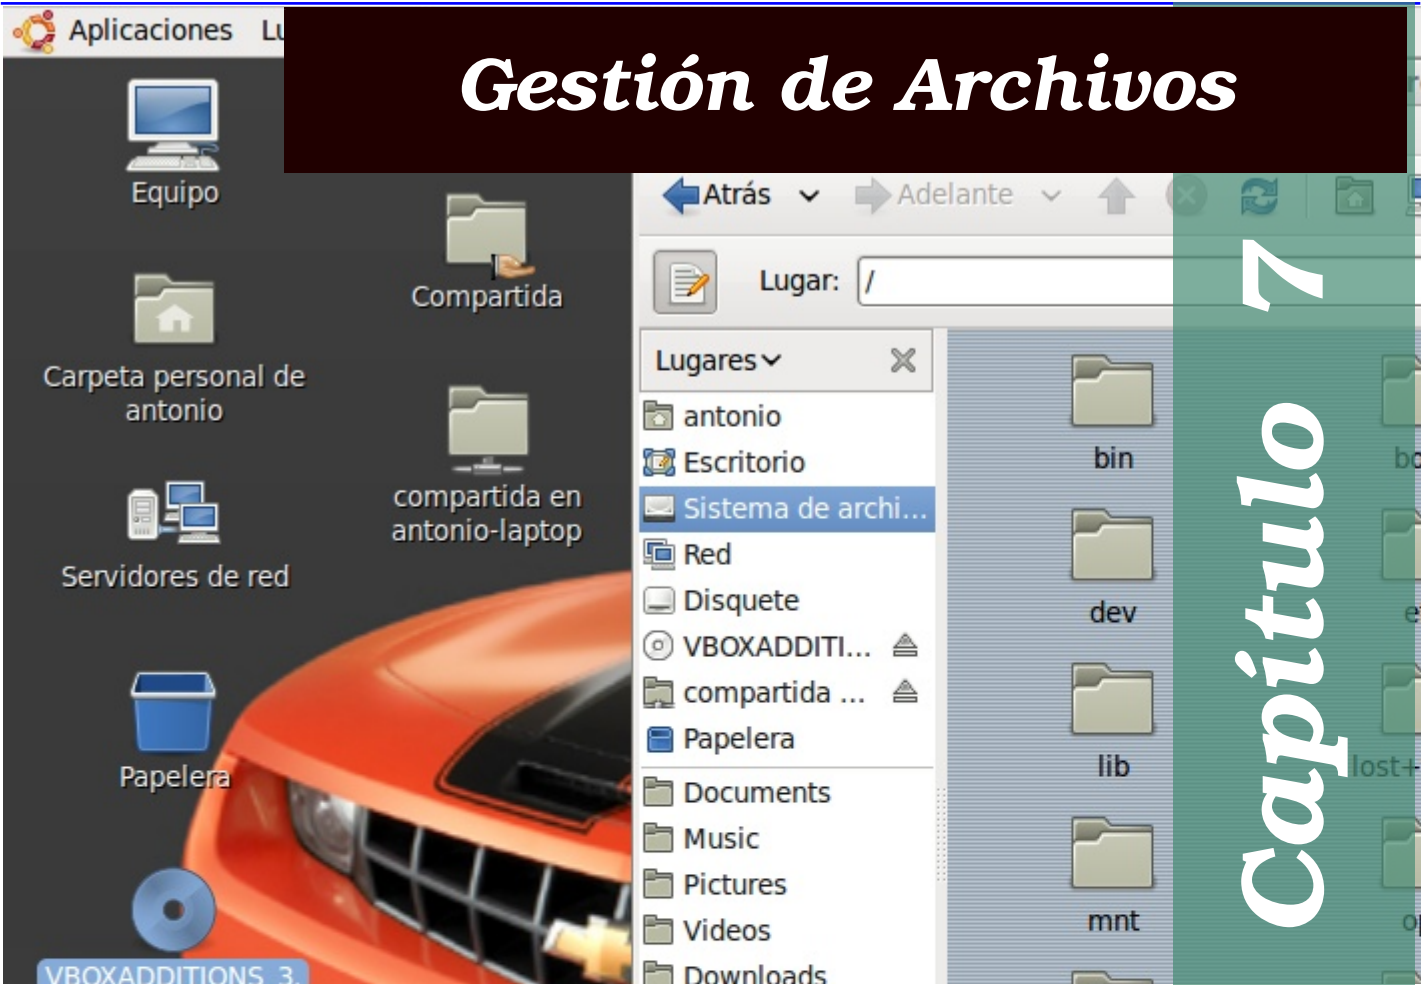 Aplicaciones
Gestión de Archivos
Equipo
Compartida
Carpeta personal de
antonio
compartida en
antonio-laptop
Servidores de red
Papelera
VBOXADDITIONS_3.
Atrás
Adelante
Lugar: /
Lugares
antonio
Escritorio
Sistema de archi...
Red
Disquete
VBOXADDITI...
compartida ...
Papelera
Documents
Music
Pictures
Videos
Downloads
bin
dev
lib
lost+
mnt
Capítulo 7